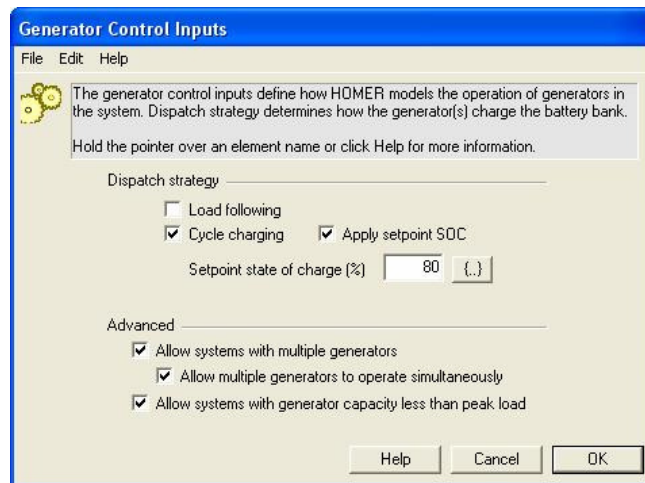 Generator Control Inputs
File Edit Help
The generator control inputs define how HOMER models the operation of generators in
the system. Dispatch strategy determines how the generator(s) charge the battery bank.
Hold the pointer over an element name or click Help for more information.
Dispatch strategy
Load following
Cycle charging Apply setpoint SOC
Setpoint state of charge (%) 80 {..}
Advanced
Allow systems with multiple generators
Allow multiple generators to operate simultaneously
Allow systems with generator capacity less than peak load
Help Cancel OK